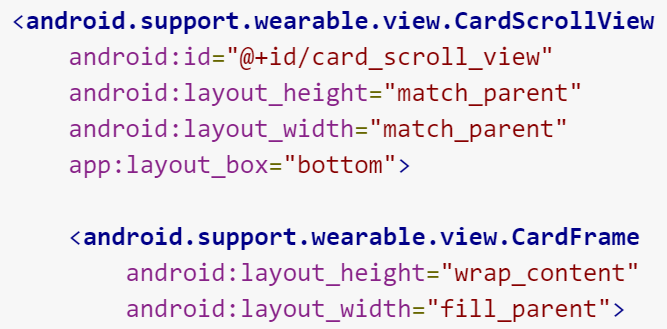 <android.support.wearable.view.CardScrollView
android:id="@+id/card_scroll_view"
android:layout_height="match_parent"
android:layout_width="match_parent"
app:layout_box="bottom">
<android.support.wearable.view.CardFrame
android:layout_height="wrap_content"
android:layout_width="fill_parent">